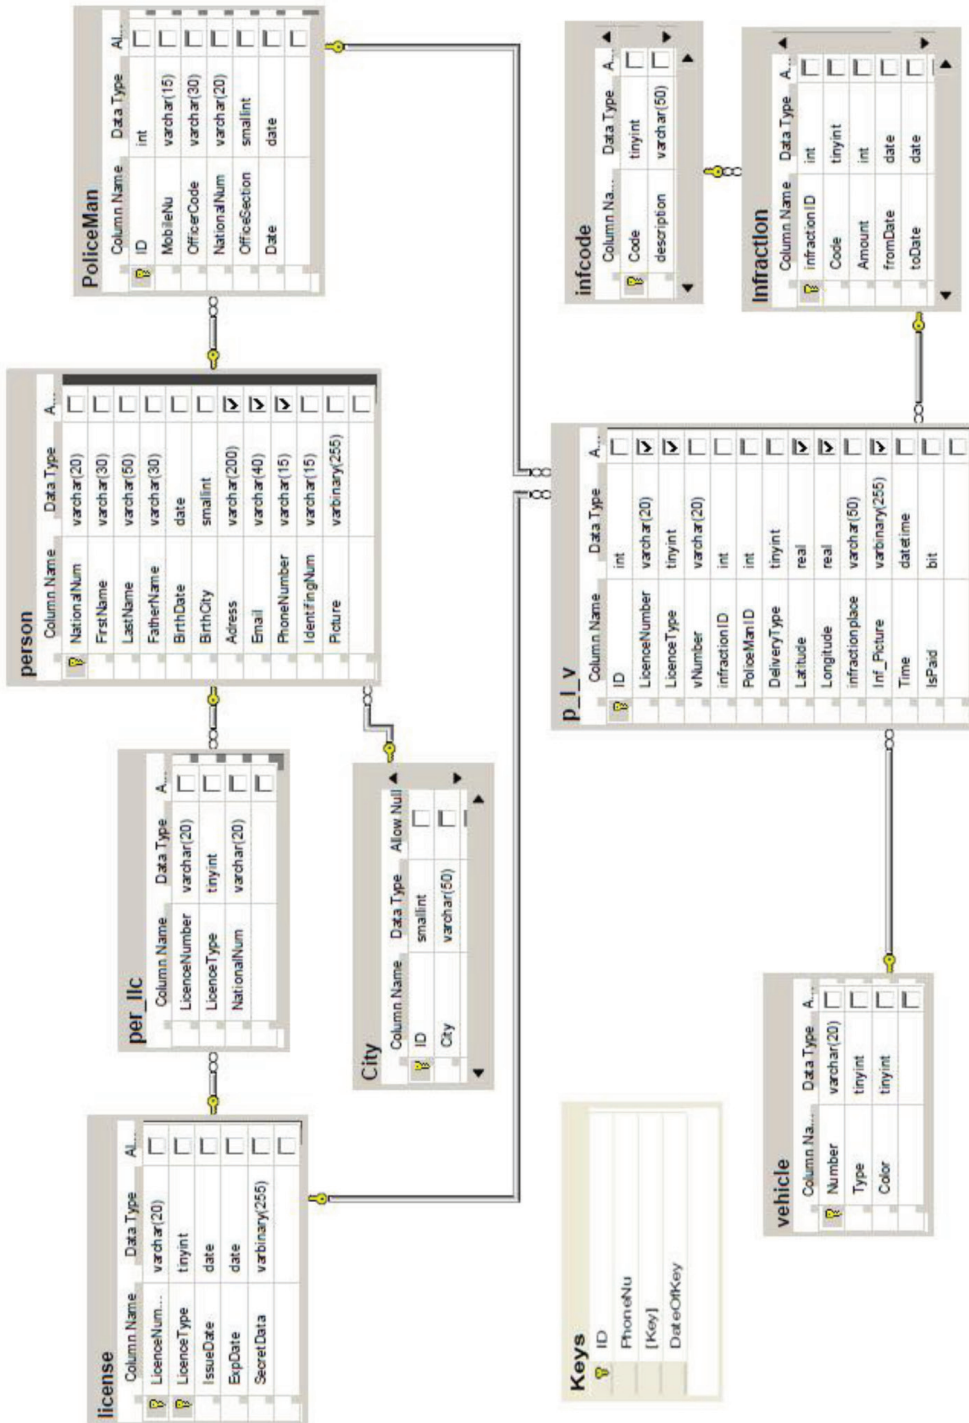 license
Column Name Data Type Al...
LicenceNum... varchar(20)
LicenceType tinyint
IssueDate date
ExpDate date
SecretData varbinary(255)
per_lic
Column Name Data Type A...
LicenceNumber varchar(20)
LicenceType tinyint
NationalNum varchar(20)
person
Column Name Data Type A...
NationalNum varchar(20)
FirstName varchar(30)
LastName varchar(50)
FatherName varchar(30)
BirthDate date
BirthCity smallint
Adress varchar(200)
Email varchar(40)
PhoneNumber varchar(15)
IdentifingNum varchar(15)
Picture varbinary(255)
PoliceMan
Column Name Data Type Al...
ID int
MobileNu varchar(15)
OfficerCode varchar(30)
NationalNum varchar(20)
OfficeSection smallint
Date date
City
Column Name Data Type Allow Null
ID smallint
City varchar(50)
Keys
ID
PhoneNu
[Key]
DateOfKey
vehicle
Column Na... Data Type A...
Number varchar(20)
Type tinyint
Color tinyint
p_l_v
Column Name Data Type A...
ID int
LicenceNumber varchar(20)
LicenceType tinyint
vNumber varchar(20)
infractionID int
PoliceManID int
DeliveryType tinyint
Latitude real
Longitude real
infractionplace varchar(50)
Inf_Picture varbinary(255)
Time datetime
IsPaid bit
infcode
Column Na... Data Type A...
Code tinyint
description varchar(50)
Infraction
Column Name Data Type A...
infractionID int
Code tinyint
Amount int
fromDate date
toDate date